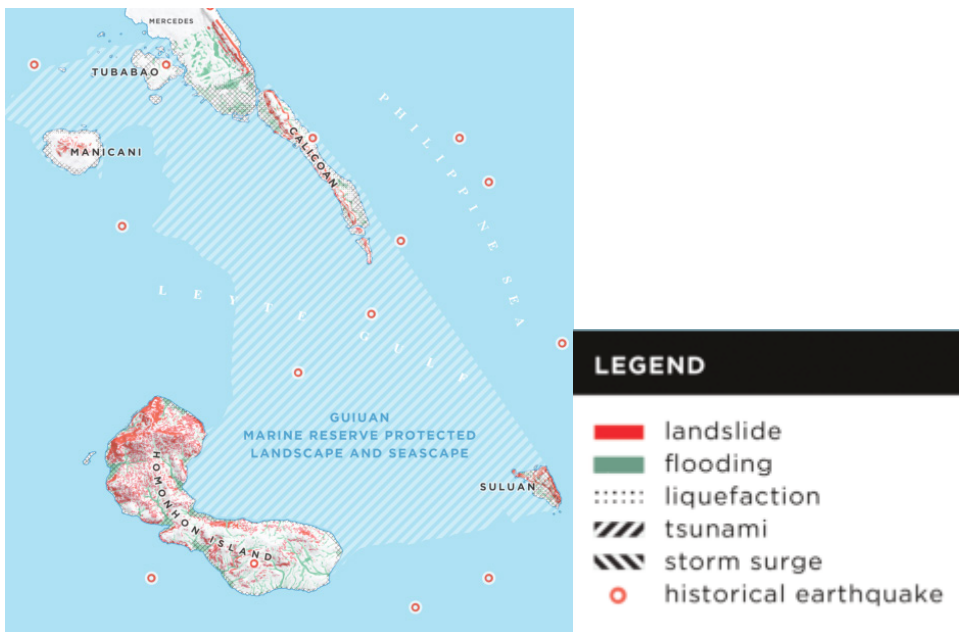 MERCEDES
TUBABAO
MANICANI
CALICOAN
PHILIPPINE SEA
LEYTE GULF
GUIUAN
MARINE RESERVE PROTECTED
LANDSCAPE AND SEASCAPE
SULUAN
HOMONHON ISLAND
LEGEND
landslide
flooding
liquefaction
tsunami
storm surge
historical earthquake